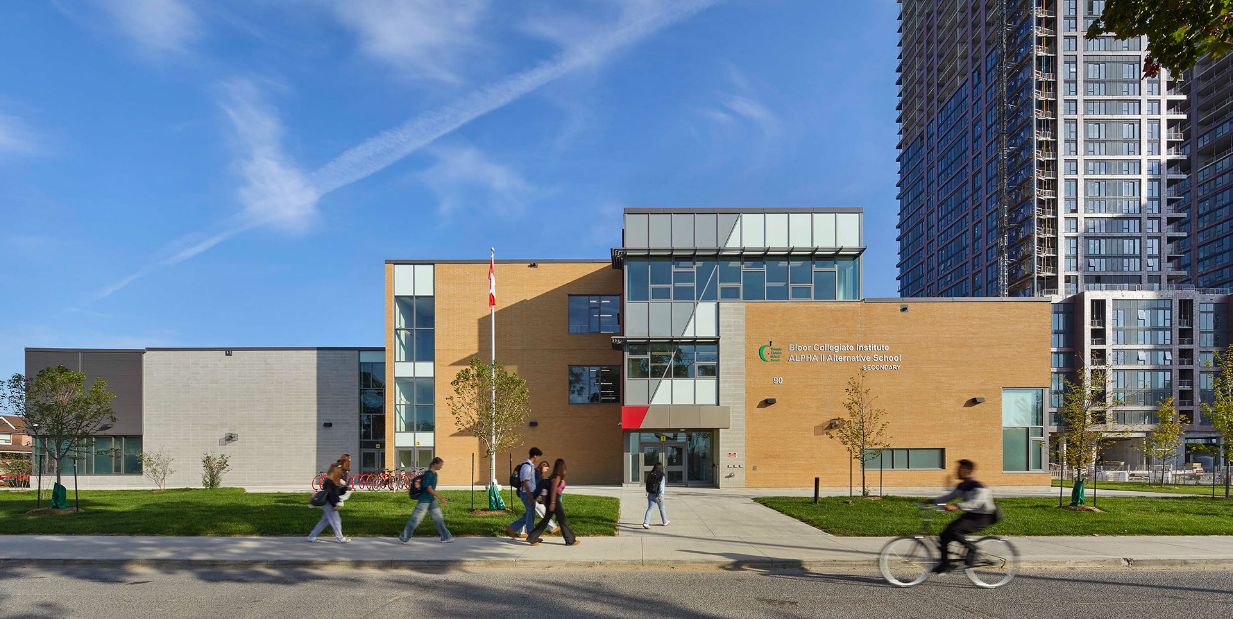 Bloor Collegiate Institute
ALPHA II Alternative School
SECONDARY
90